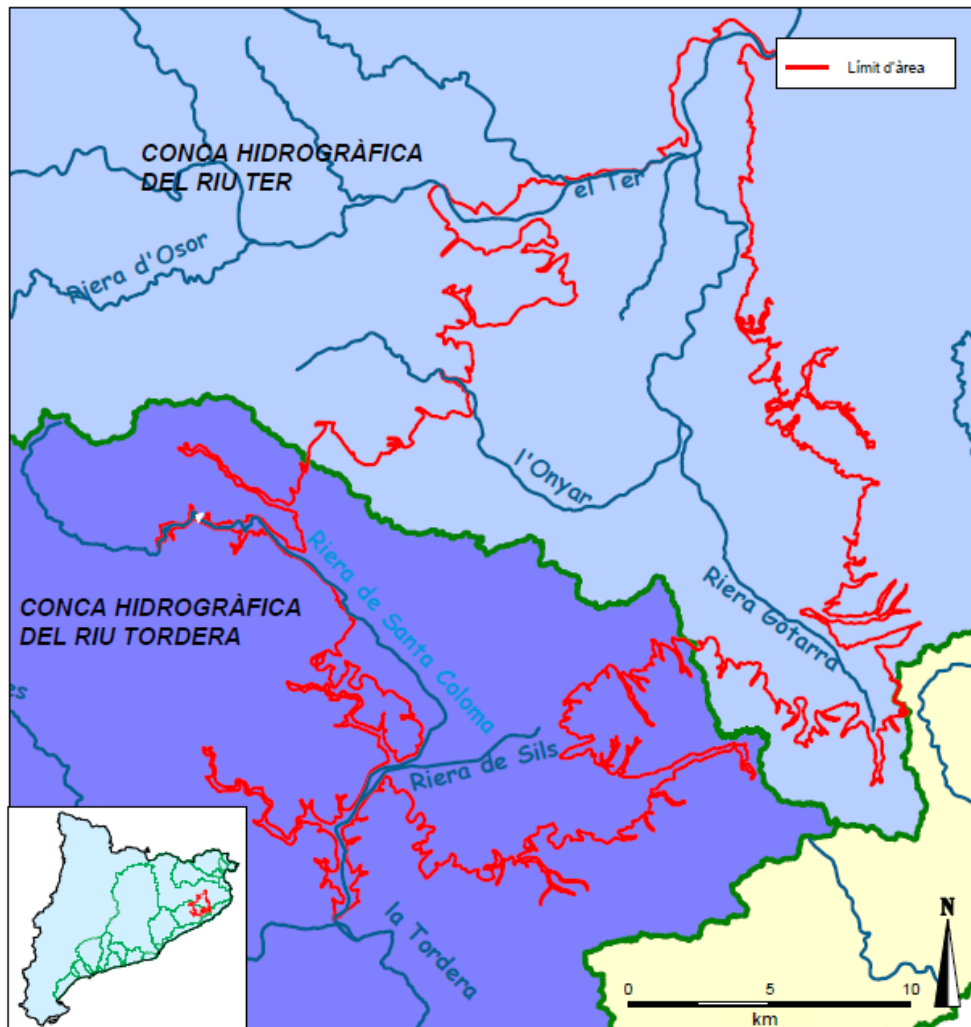 Límit d'àrea
CONCA HIDROGRÀFICA
DEL RIU TER
el Ter
Riera d'Osor
l'Onyar
Riera de Santa Coloma
Riera Gotarra
CONCA HIDROGRÀFICA
DEL RIU TORDERA
es
Riera de Sils
la Tordera
N
0 5 10
km